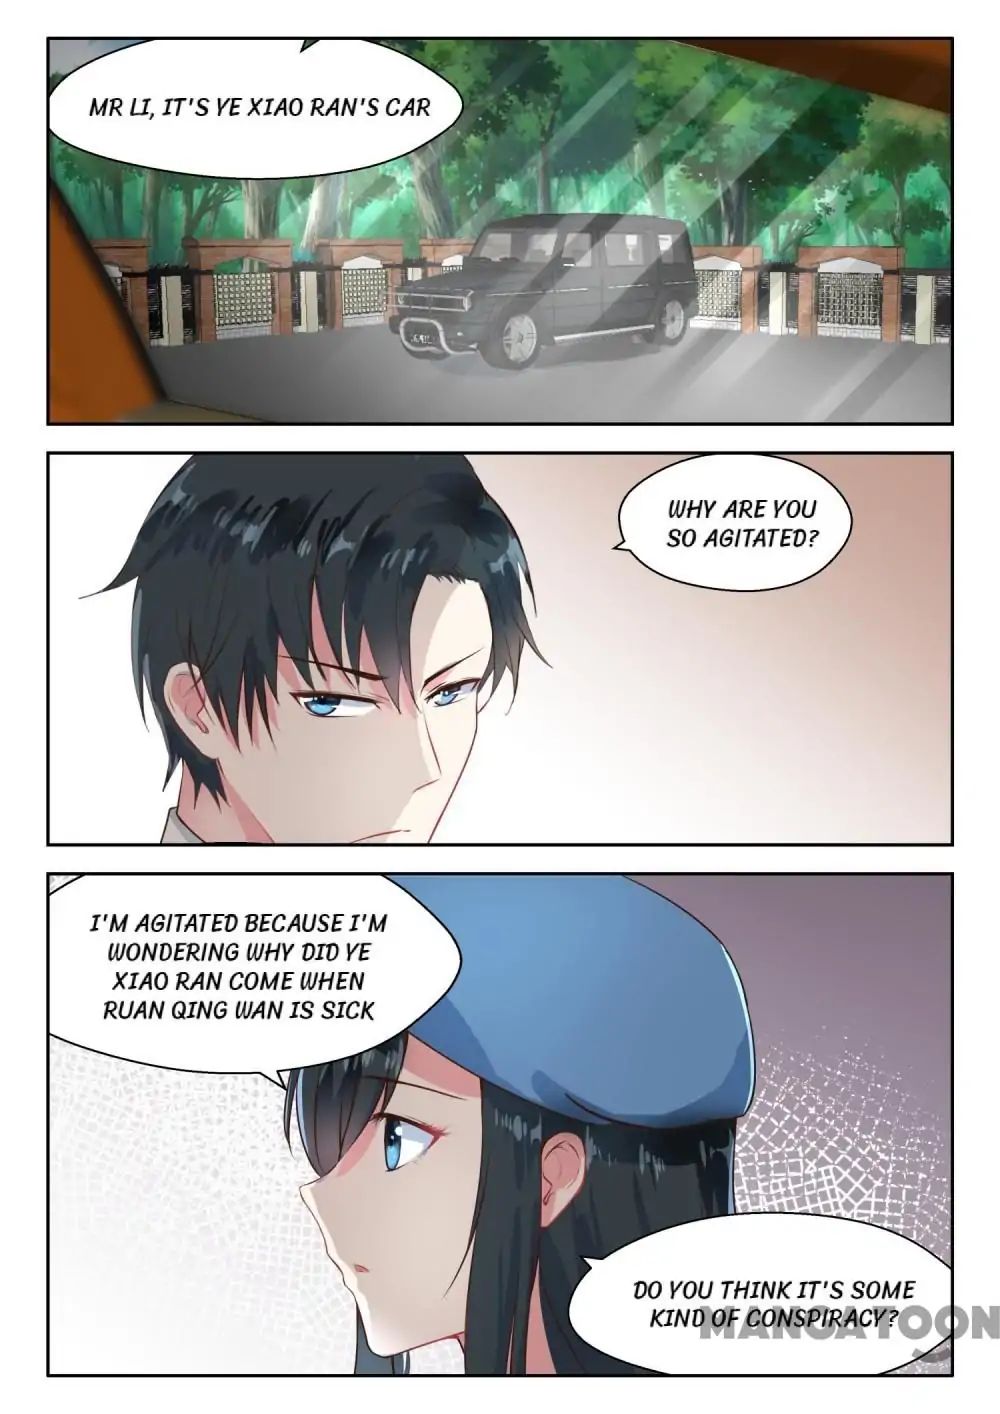 MR LI, IT'S YE XIAO RAN'S CAR
WHY ARE YOU
SO AGITATED?
I'M AGITATED BECAUSE I'M
WONDERING WHY DID YE
XIAO RAN COME WHEN
RUAN QING WAN IS SICK
DO YOU THINK IT'S SOME
KIND OF CONSPIRACY?
MANGATOON